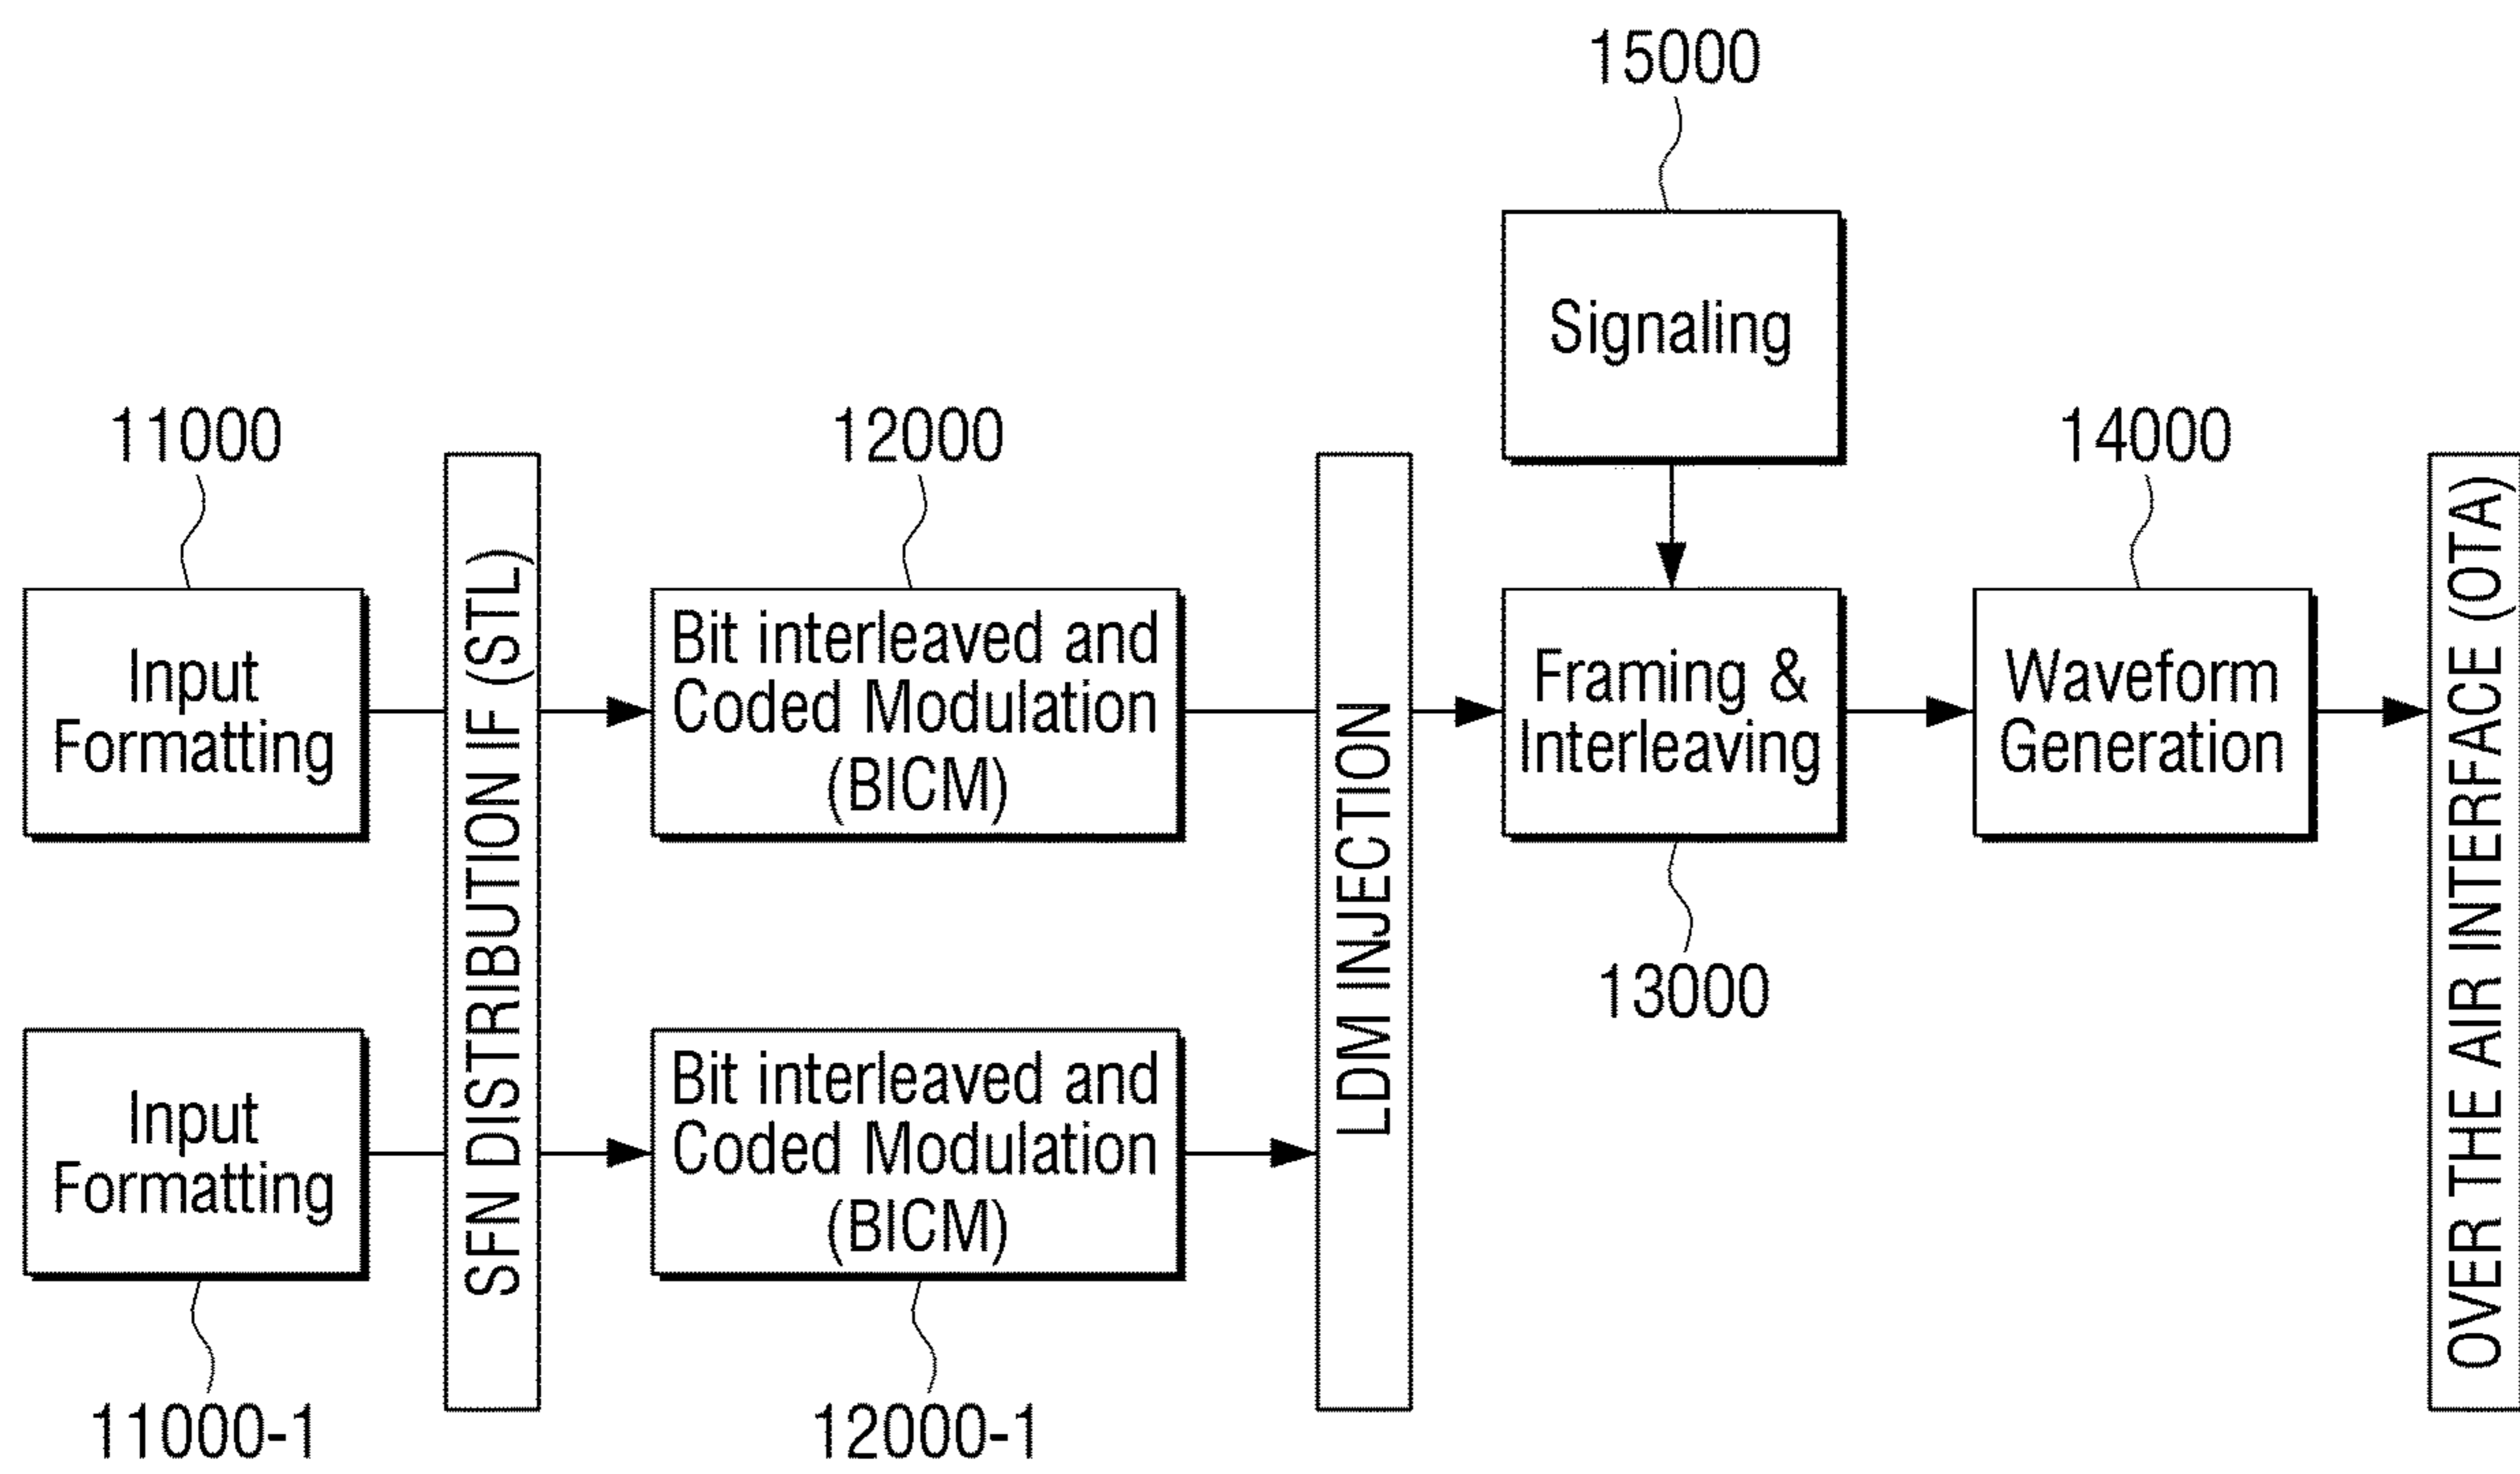 15000
Signaling
11000
12000
14000
Input
Formatting
SFN DISTRIBUTION IF (STL)
Bit interleaved and
Coded Modulation
(BICM)
LDM INJECTION
Framing &
Interleaving
Waveform
Generation
OVER THE AIR INTERFACE (OTA)
13000
Input
Formatting
Bit interleaved and
Coded Modulation
(BICM)
11000-1
12000-1